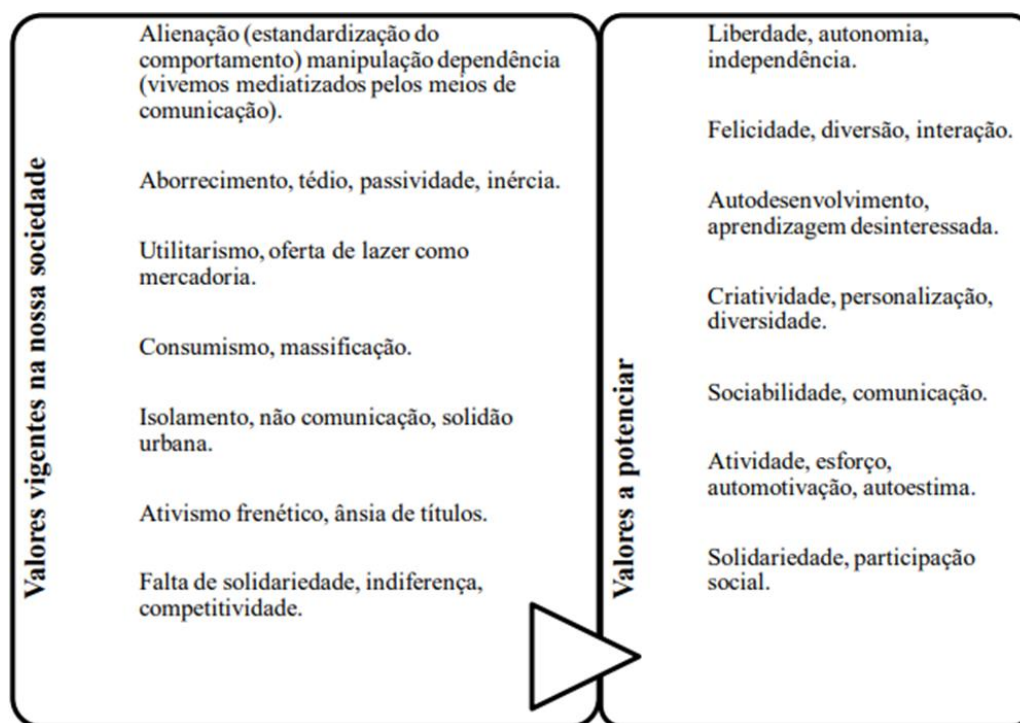 Valores vigentes na nossa sociedade
Alienação (estandardização do
comportamento) manipulação dependência
(vivemos mediatizados pelos meios de
comunicação).
Aborrecimento, tédio, passividade, inércia.
Utilitarismo, oferta de lazer como
mercadoria.
Consumismo, massificação.
Isolamento, não comunicação, solidão
urbana.
Ativismo frenético, ânsia de títulos.
Falta de solidariedade, indiferença,
competitividade.
Valores a potenciar
Liberdade, autonomia,
independência.
Felicidade, diversão, interação.
Autodesenvolvimento,
aprendizagem desinteressada.
Criatividade, personalização,
diversidade.
Sociabilidade, comunicação.
Atividade, esforço,
automotivação, autoestima.
Solidariedade, participação
social.